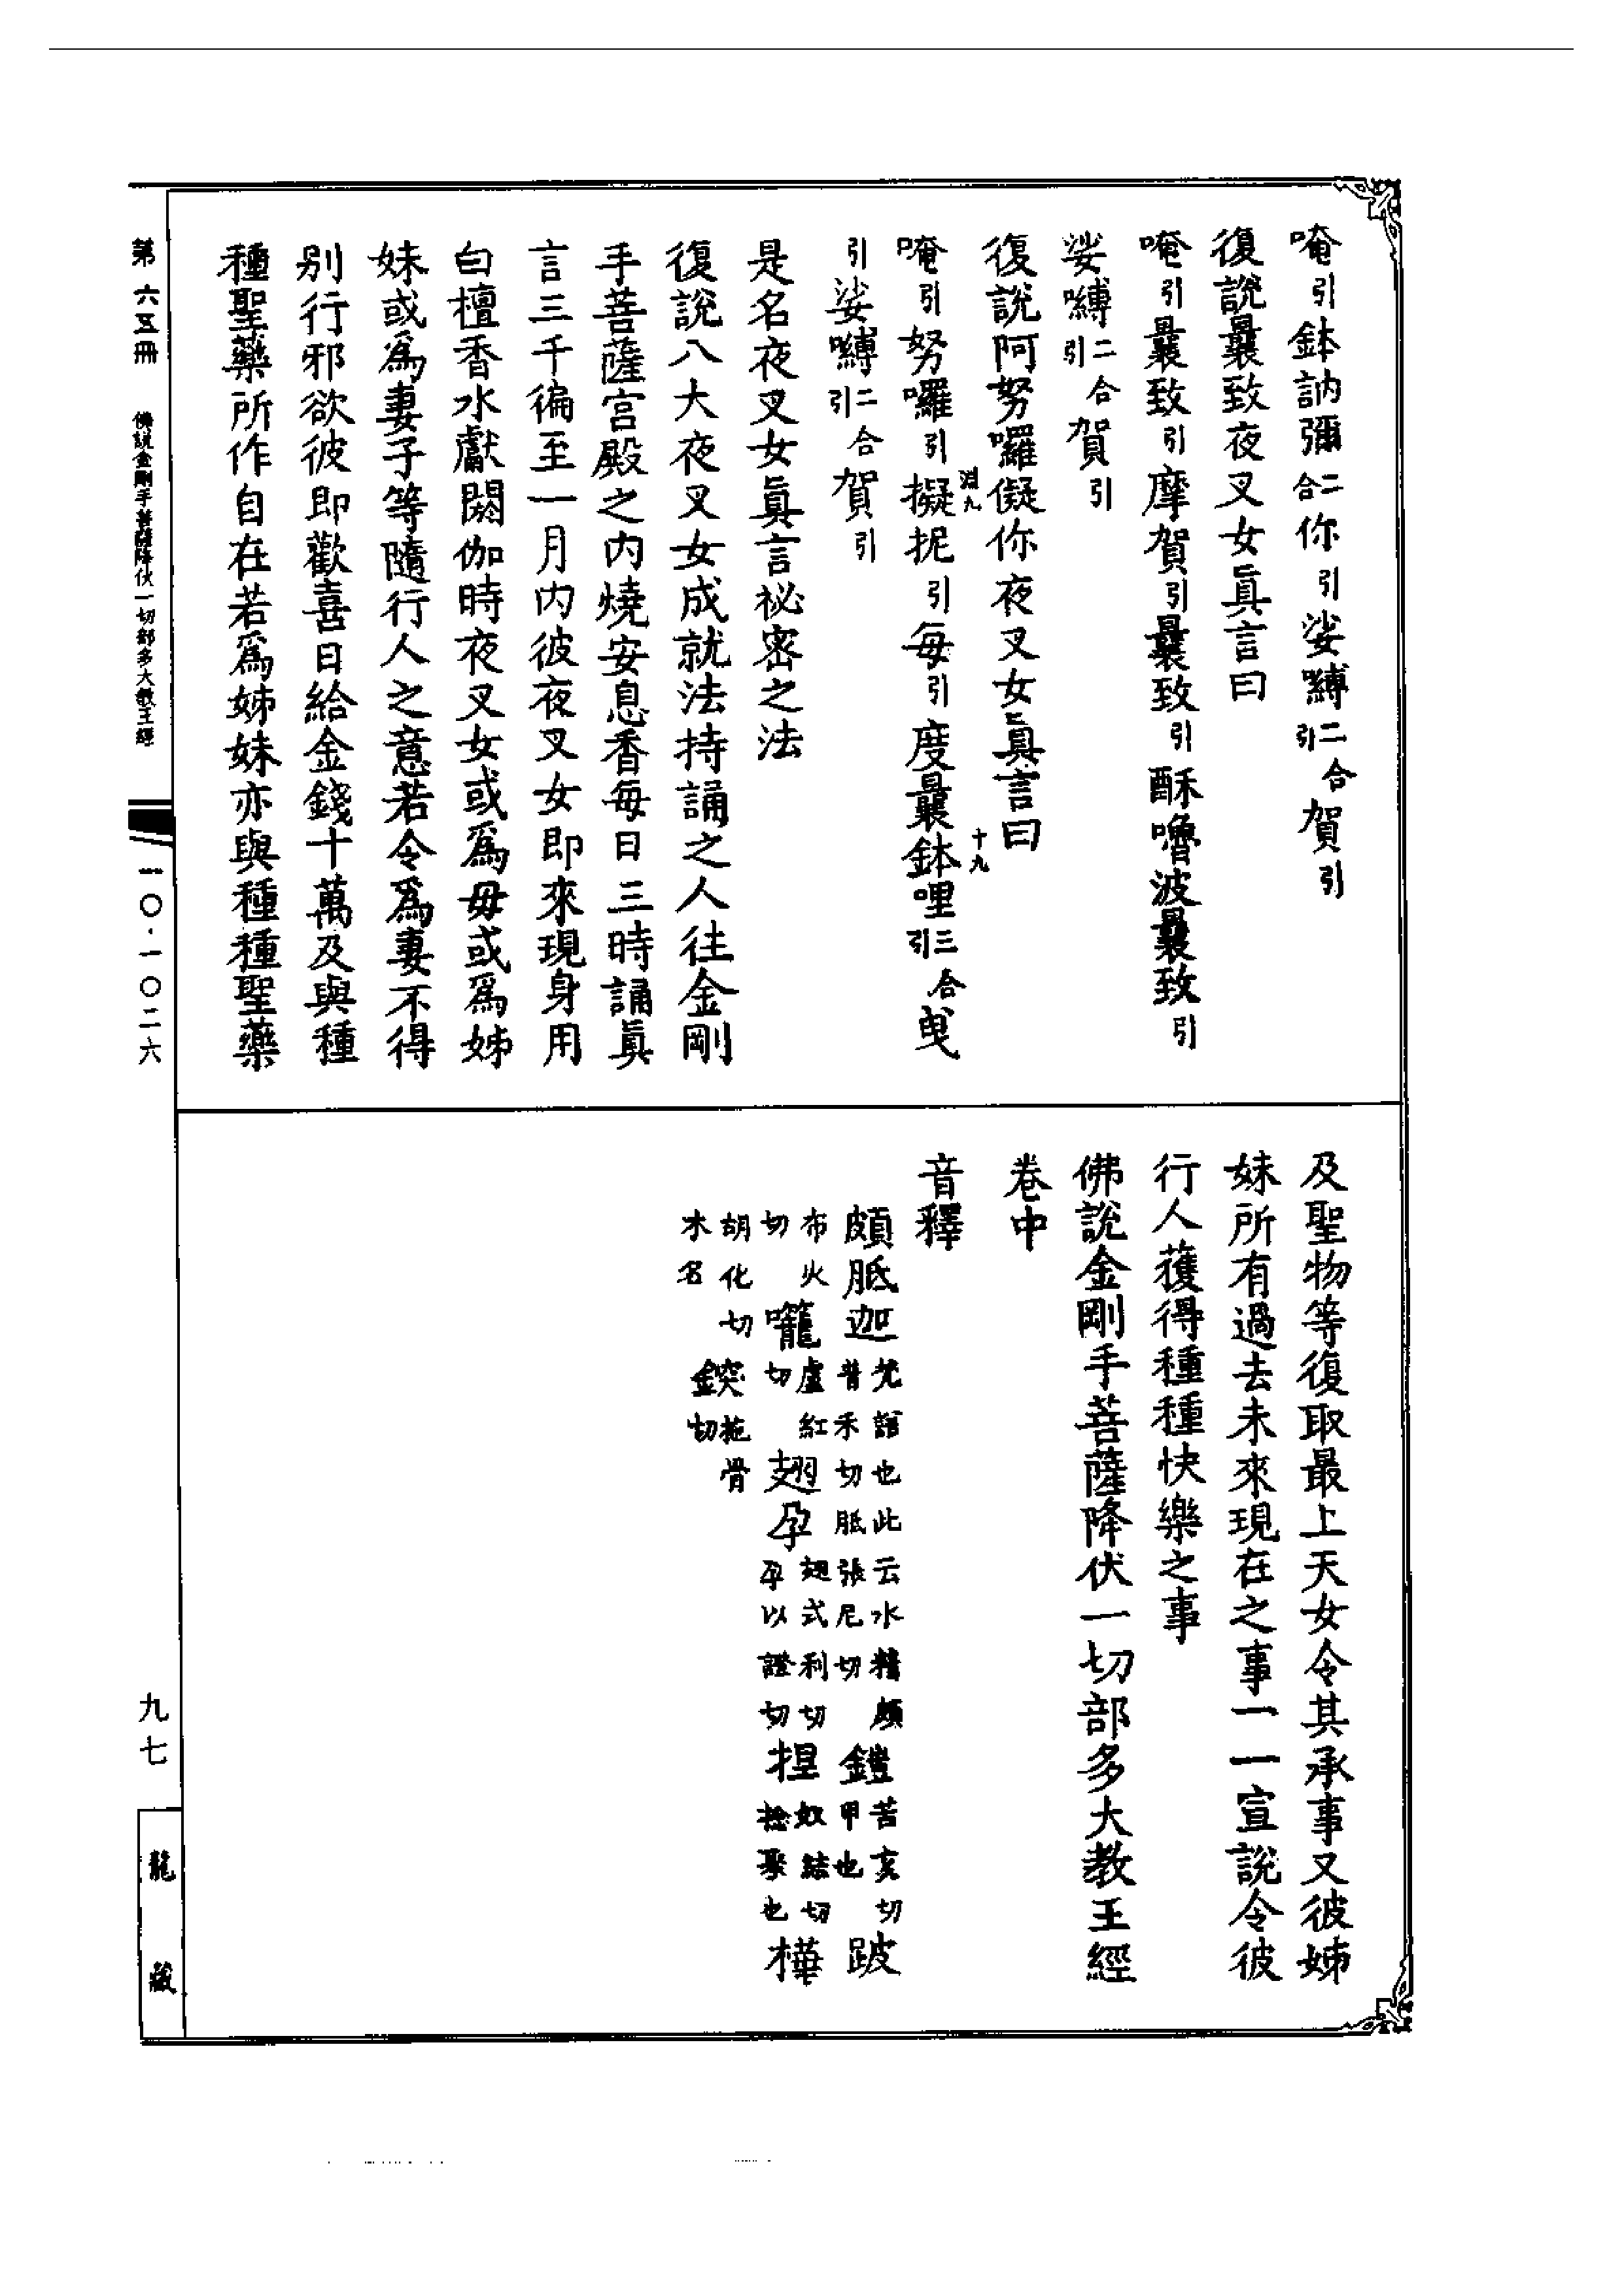 唵引鉢訥彌二合你引娑嚩二合引賀引
復說曩致夜叉女眞言曰
唵引曩致引摩賀引曩致引酥嚕波曩致引
娑嚩二合引賀引
復說阿努囉儗你夜叉女眞言曰
淵九
十九
唵引努囉引擬抳引每引度曩鉢哩三合引曵
引娑嚩二合引賀引
是名夜叉女眞言祕密之法
復說八大夜叉女成就法持誦之人往金剛
手菩薩宮殿之内燒安息香每日三時誦眞
言三千徧至一月内彼夜叉女即來現身用
白檀香水獻閼伽時夜叉女或爲母或爲姊
妹或爲妻子等隨行人之意若令爲妻不得
别行邪欲彼即歡喜日給金錢十萬及與種
種聖藥所作自在若爲姊妹亦與種種聖藥
及聖物等復取最上天女令其承事又彼姊
妹所有過去未來現在之事一一宣說令彼
行人獲得種種快樂之事
佛說金剛手菩薩降伏一切部多大教王經
卷中
音釋
頗胝迦梵語也此云水精頗普禾切胝張尼切鎧苦亥切甲也跛
布火切嚨盧紅切翅孕翅式利切孕以證切捏奴結切捻聚也樺
胡化切木名鋑拖骨切
第六五冊
佛說金剛手菩薩降伏一切部多大教王經
一〇·一〇二六
九七
龍藏